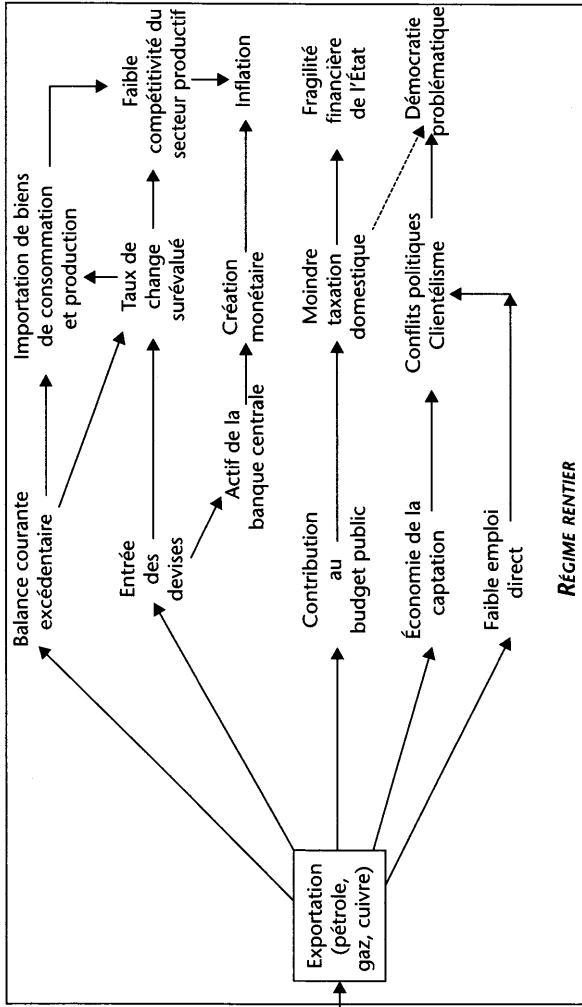 Balance courante
excédentaire
Importation de biens
de consommation
et production
Faible
compétitivité du
secteur productif
Entrée
des
devises
Taux de
change
surévalué
Actif de la
banque centrale
Création
monétaire
Inflation
Exportation
(pétrole,
gaz, cuivre)
Contribution
au
budget public
Moindre
taxation
domestique
Fragilité
financière
de l'État
Économie de la
captation
Conflits politiques
Clientélisme
Démocratie
problématique
Faible emploi
direct
RÉGIME RENTIER